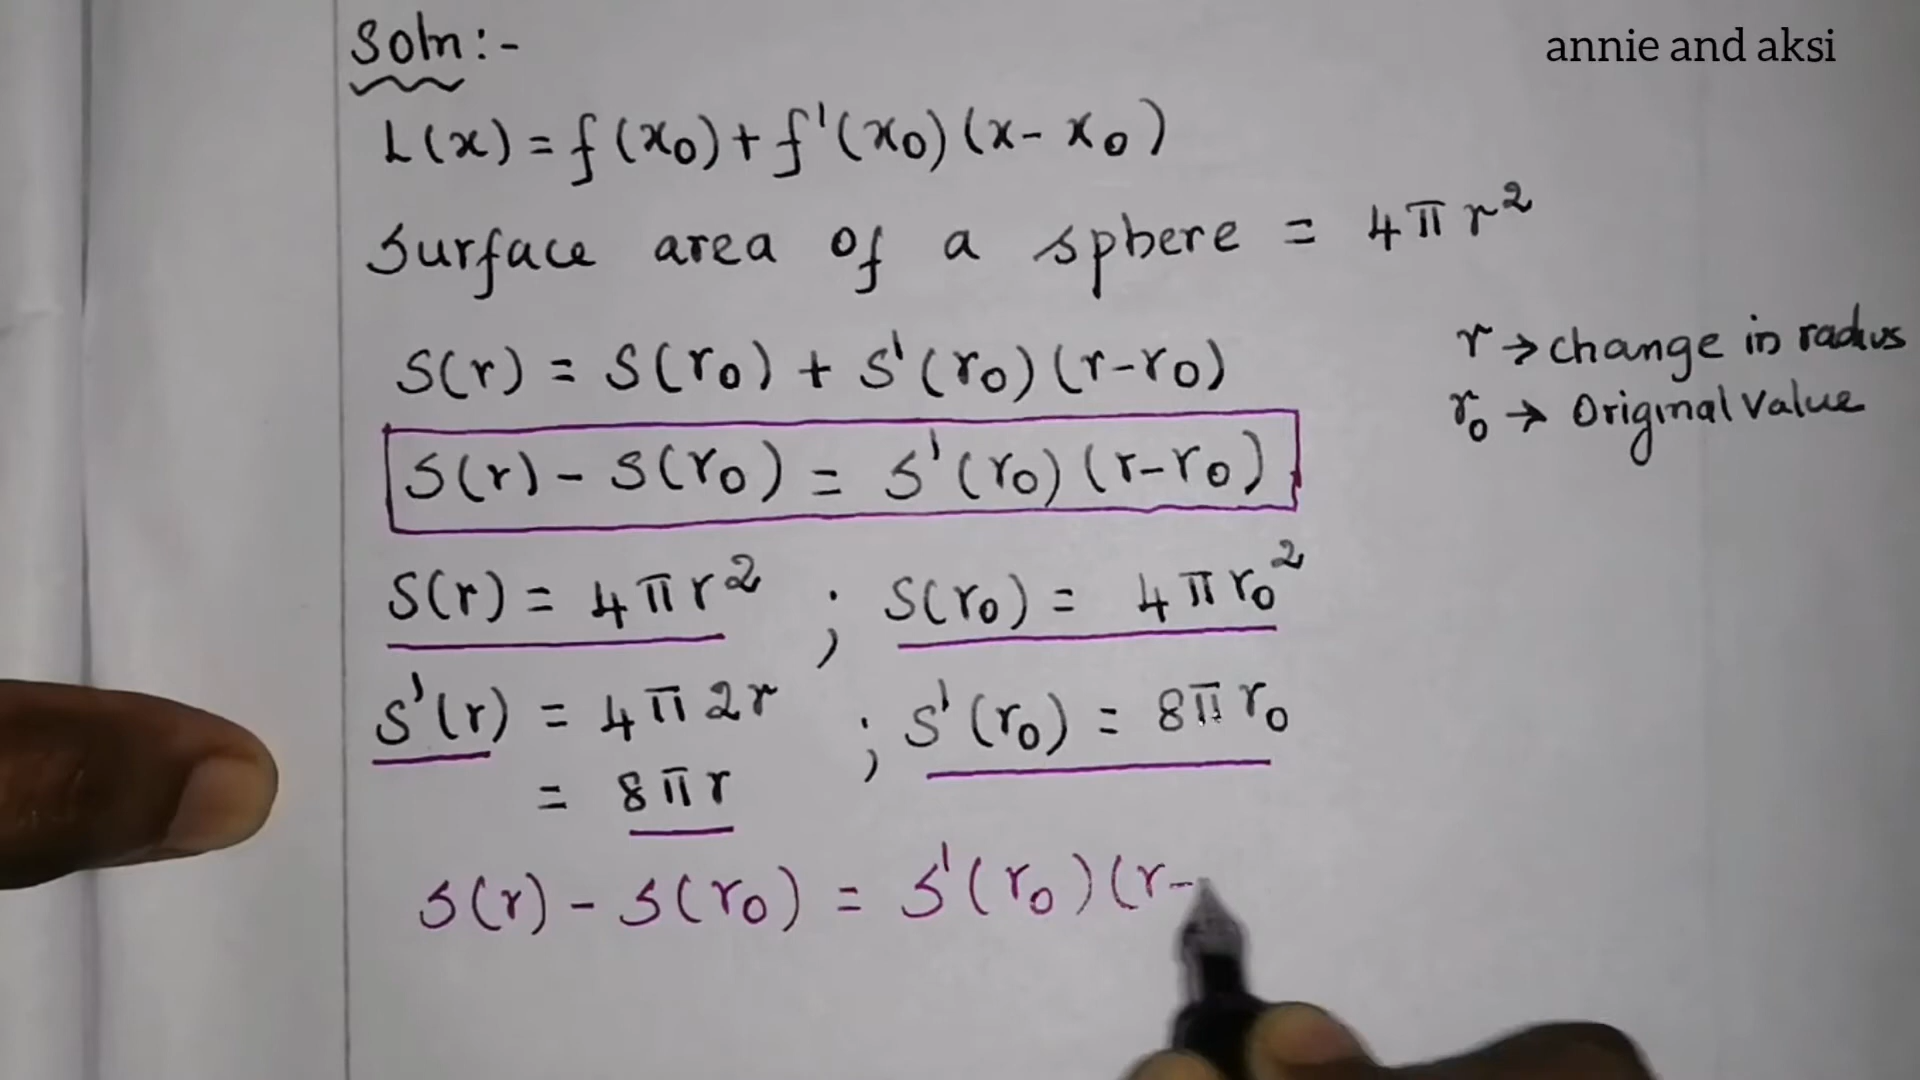 annie and aksi
Soln:-
L(x) = f(x₀) + f'(x₀)(x - x₀)
Surface area of a sphere = 4πr²
S(r) = S(r₀) + S'(r₀)(r-r₀)
r → change in radius
r₀ → Original value
S(r) - S(r₀) = S'(r₀)(r-r₀)
S(r) = 4πr² ; S(r₀) = 4πr₀²
S'(r) = 4π2r ; S'(r₀) = 8πr₀
= 8πr
S(r) - S(r₀) = S'(r₀)(r-